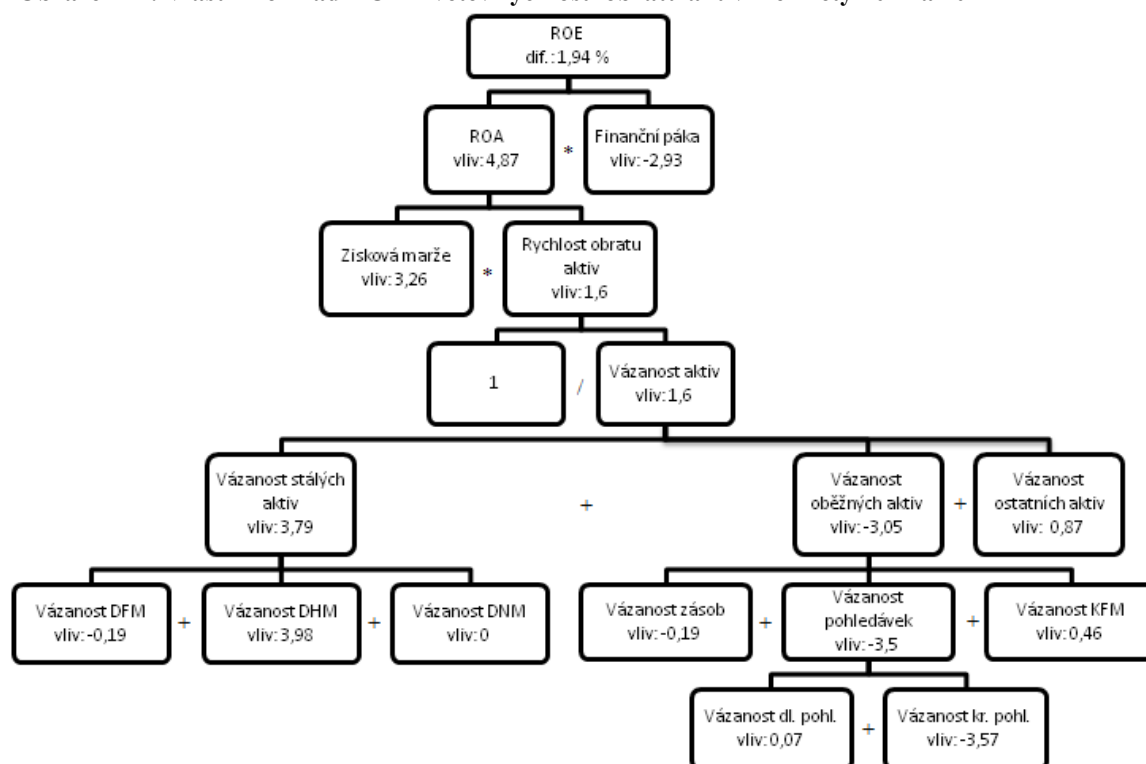 ROE
dif.: 1,94 %
ROA
vliv: 4,87
*
Finanční páka
vliv: -2,93
Zisková marže
vliv: 3,26
*
Rychlost obratu
aktiv
vliv: 1,6
1
/
Vázanost aktiv
vliv: 1,6
Vázanost stálých
aktiv
vliv: 3,79
+
Vázanost
oběžných aktiv
vliv: -3,05
+
Vázanost
ostatních aktiv
vliv: 0,87
Vázanost DFM
vliv: -0,19
+
Vázanost DHM
vliv: 3,98
+
Vázanost DNM
vliv: 0
Vázanost zásob
vliv: -0,19
+
Vázanost
pohledávek
vliv: -3,5
+
Vázanost KFM
vliv: 0,46
Vázanost dl. pohl.
vliv: 0,07
+
Vázanost kr. pohl.
vliv: -3,57